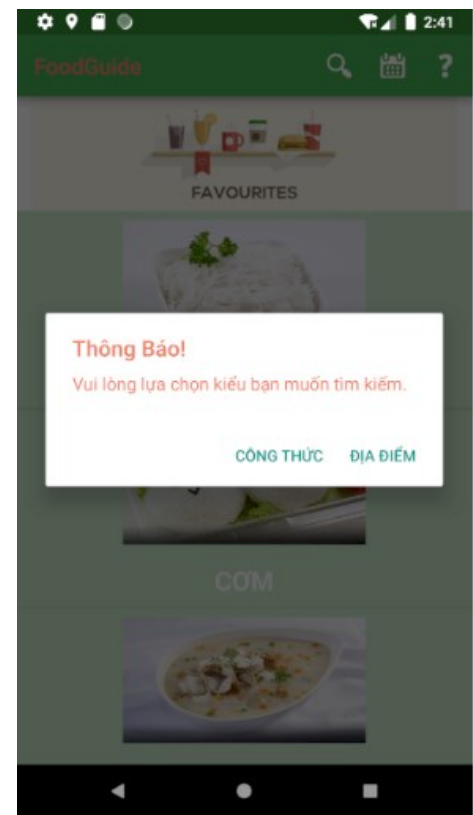 2:41
FoodGuide
?
FAVOURITES
Thông Báo!
Vui lòng lựa chọn kiểu bạn muốn tìm kiếm.
CÔNG THỨC ĐỊA ĐIỂM
CƠM